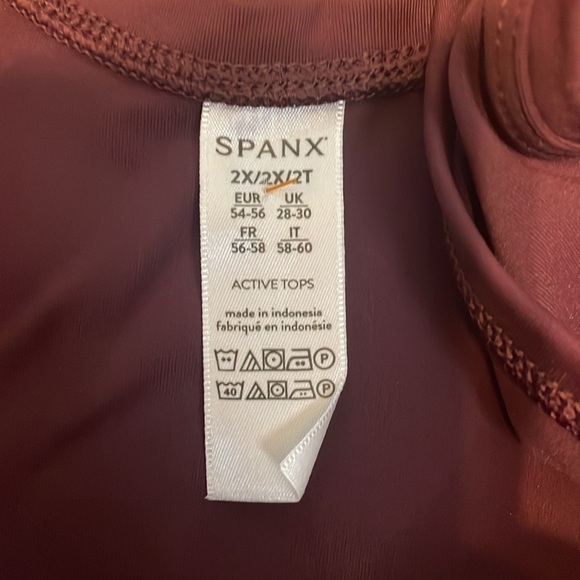 SPANX
2X/2X/2T
EUR UK
54-56 28-30
FR IT
56-58 58-60
ACTIVE TOPS
made in indonesia
fabriqué en indonésie
P
40 P